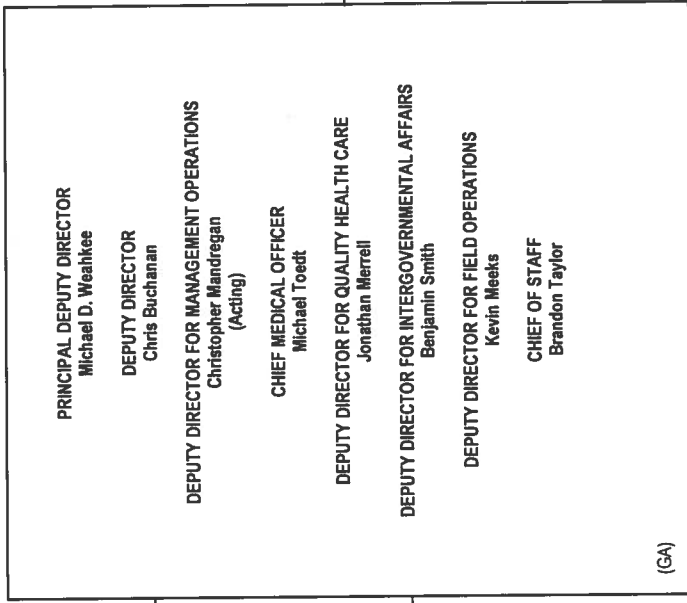 PRINCIPAL DEPUTY DIRECTOR
Michael D. Weahkee
DEPUTY DIRECTOR
Chris Buchanan
DEPUTY DIRECTOR FOR MANAGEMENT OPERATIONS
Christopher Mandregan
(Acting)
CHIEF MEDICAL OFFICER
Michael Toedt
DEPUTY DIRECTOR FOR QUALITY HEALTH CARE
Jonathan Merrell
DEPUTY DIRECTOR FOR INTERGOVERNMENTAL AFFAIRS
Benjamin Smith
DEPUTY DIRECTOR FOR FIELD OPERATIONS
Kevin Meeks
CHIEF OF STAFF
Brandon Taylor
(GA)